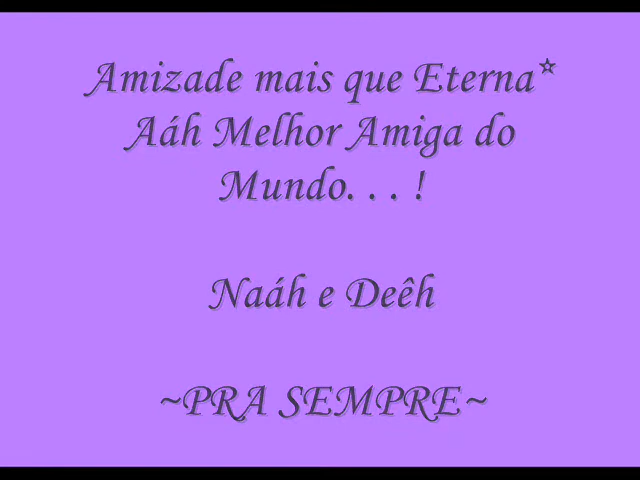 Amizade mais que Eterna*
Aáh Melhor Amiga do
Mundo. . . !
Naáh e Deêh
~PRA SEMPRE~